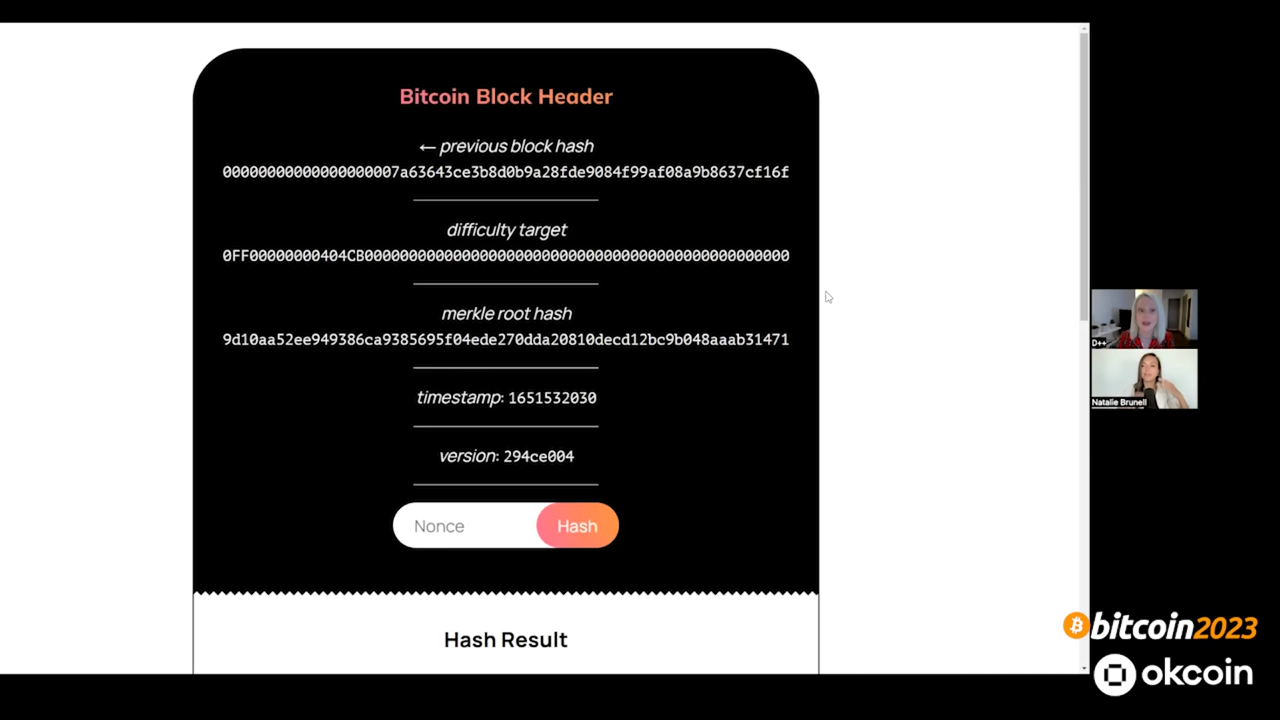 Bitcoin Block Header
← previous block hash
00000000000000000007a63643ce3b8d0b9a28fde9084f99af08a9b8637cf16f
difficulty target
0FF00000000404CB000000000000000000000000000000000000000000000000
merkle root hash
9d10aa52ee949386ca9385695f04ede270dda20810decd12bc9b048aaab31471
timestamp: 1651532030
version: 294ce004
Nonce
Hash
Hash Result
D++
Natalie Brunell
bitcoin2023
okcoin